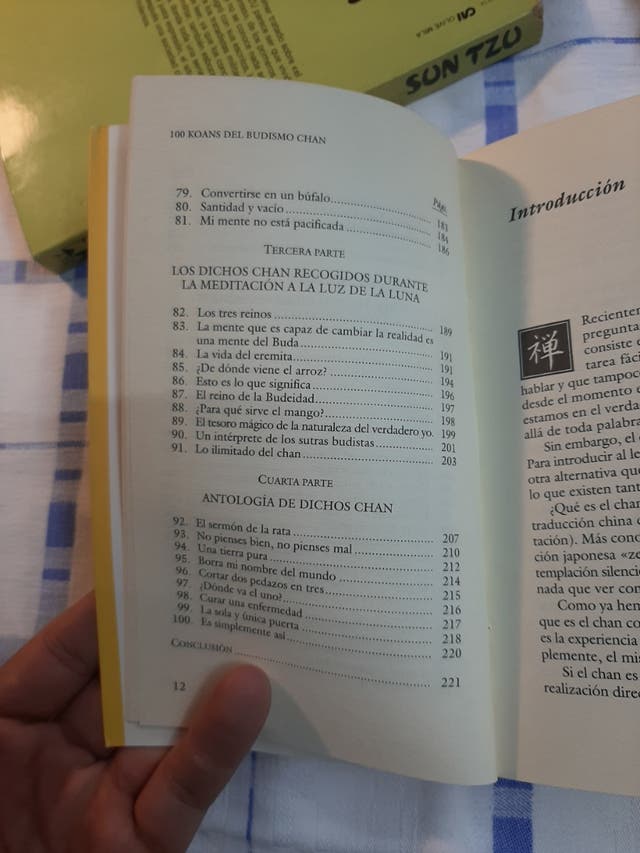 CAI OLIVE MILA
SUN TZU
100 KOANS DEL BUDISMO CHAN
Págs.
79. Convertirse en un búfalo 183
80. Santidad y vacío 184
81. Mi mente no está pacificada 186
TERCERA PARTE
LOS DICHOS CHAN RECOGIDOS DURANTE
LA MEDITACIÓN A LA LUZ DE LA LUNA
82. Los tres reinos 189
83. La mente que es capaz de cambiar la realidad es
una mente del Buda 191
84. La vida del eremita 191
85. ¿De dónde viene el arroz? 194
86. Esto es lo que significa 196
87. El reino de la Budeidad 197
88. ¿Para qué sirve el mango? 198
89. El tesoro mágico de la naturaleza del verdadero yo. 199
90. Un intérprete de los sutras budistas 201
91. Lo ilimitado del chan 203
CUARTA PARTE
ANTOLOGÍA DE DICHOS CHAN
92. El sermón de la rata 207
93. No pienses bien, no pienses mal 210
94. Una tierra pura 212
95. Borra mi nombre del mundo 214
96. Cortar dos pedazos en tres 215
97. ¿Dónde va el uno? 216
98. Curar una enfermedad 217
99. La sola y única puerta 218
100. Es simplemente así 220
CONCLUSIÓN 221
12
Introducción
禅
Recienten
pregunta
consiste e
tarea fác
hablar y que tampoc
desde el momento e
estamos en el verda
allá de toda palabra
Sin embargo, el
Para introducir al le
otra alternativa que
lo que existen tant
¿Qué es el chan
traducción china
tación). Más conoc
ción japonesa «ze
templación silenci
nada que ver con
Como ya hem
que es el chan co
es la experiencia
plemente, el mis
Si el chan es
realización direc